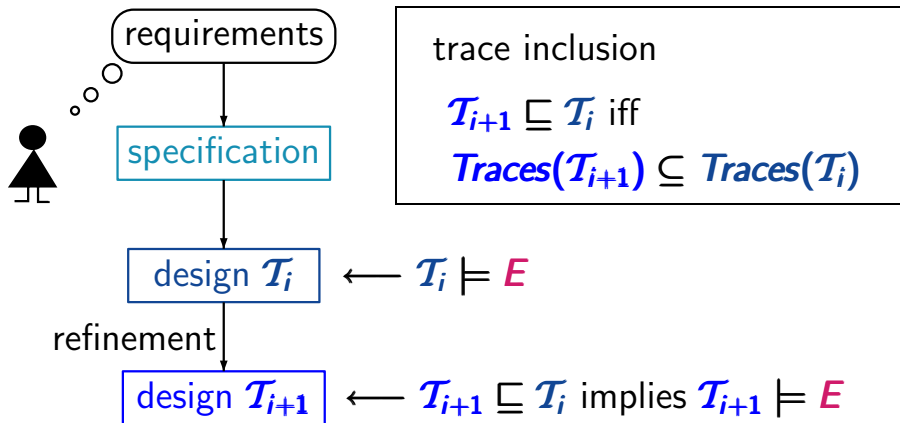 requirements
trace inclusion
𝒯ᵢ₊₁ ⊑ 𝒯ᵢ iff
Traces(𝒯ᵢ₊₁) ⊆ Traces(𝒯ᵢ)
specification
design 𝒯ᵢ ⟵ 𝒯ᵢ ⊨ E
refinement
design 𝒯ᵢ₊₁ ⟵ 𝒯ᵢ₊₁ ⊑ 𝒯ᵢ implies 𝒯ᵢ₊₁ ⊨ E